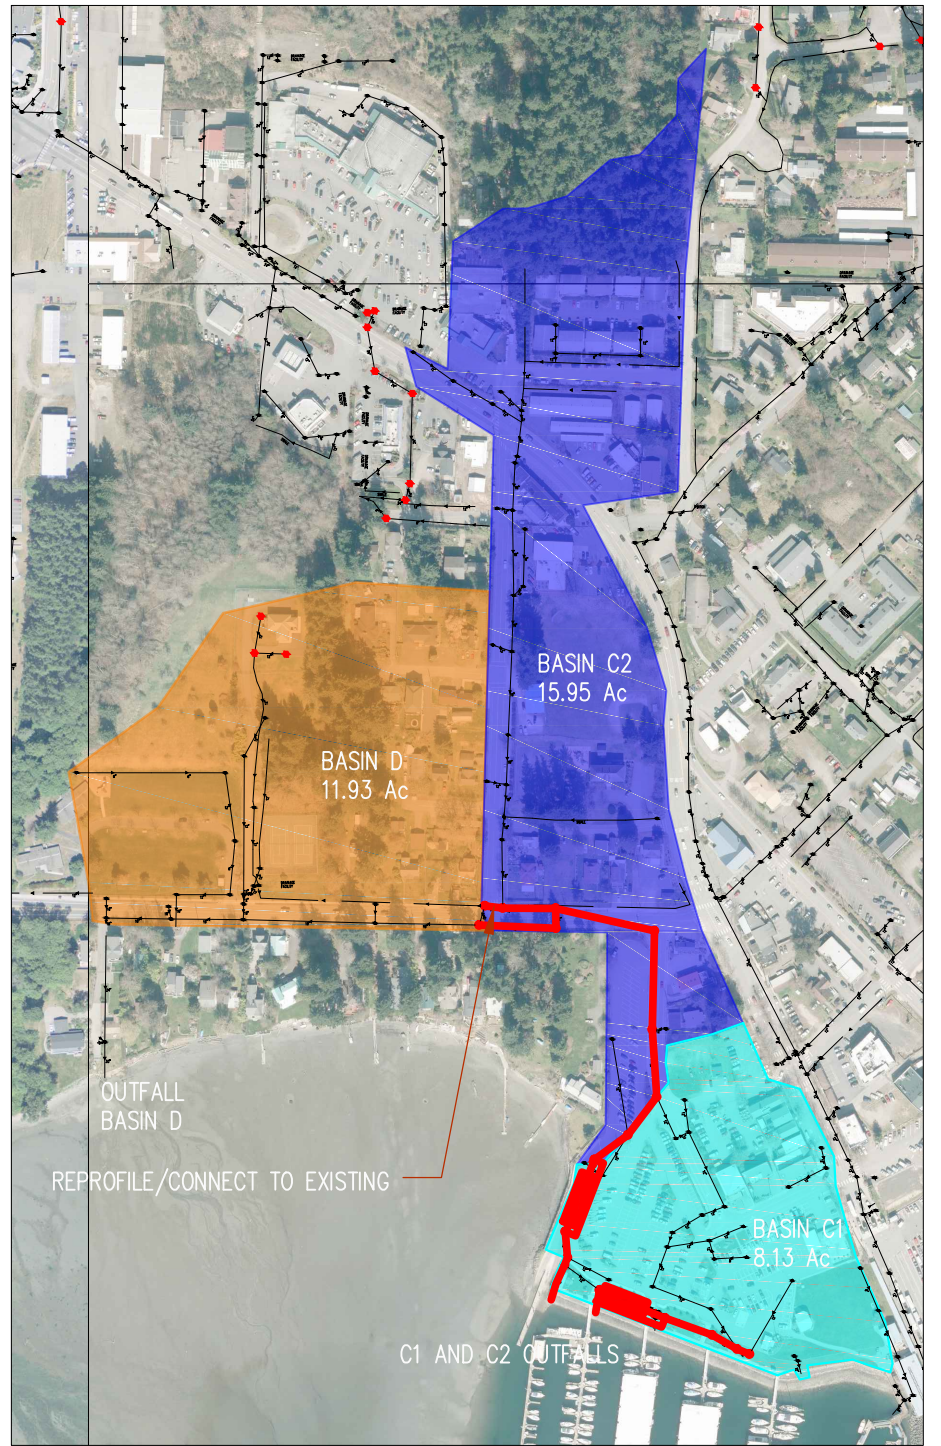 BASIN C2
15.95 Ac
BASIN D
11.93 Ac
OUTFALL
BASIN D
REPROFILE/CONNECT TO EXISTING
BASIN C1
8.13 Ac
C1 AND C2 OUTFALLS